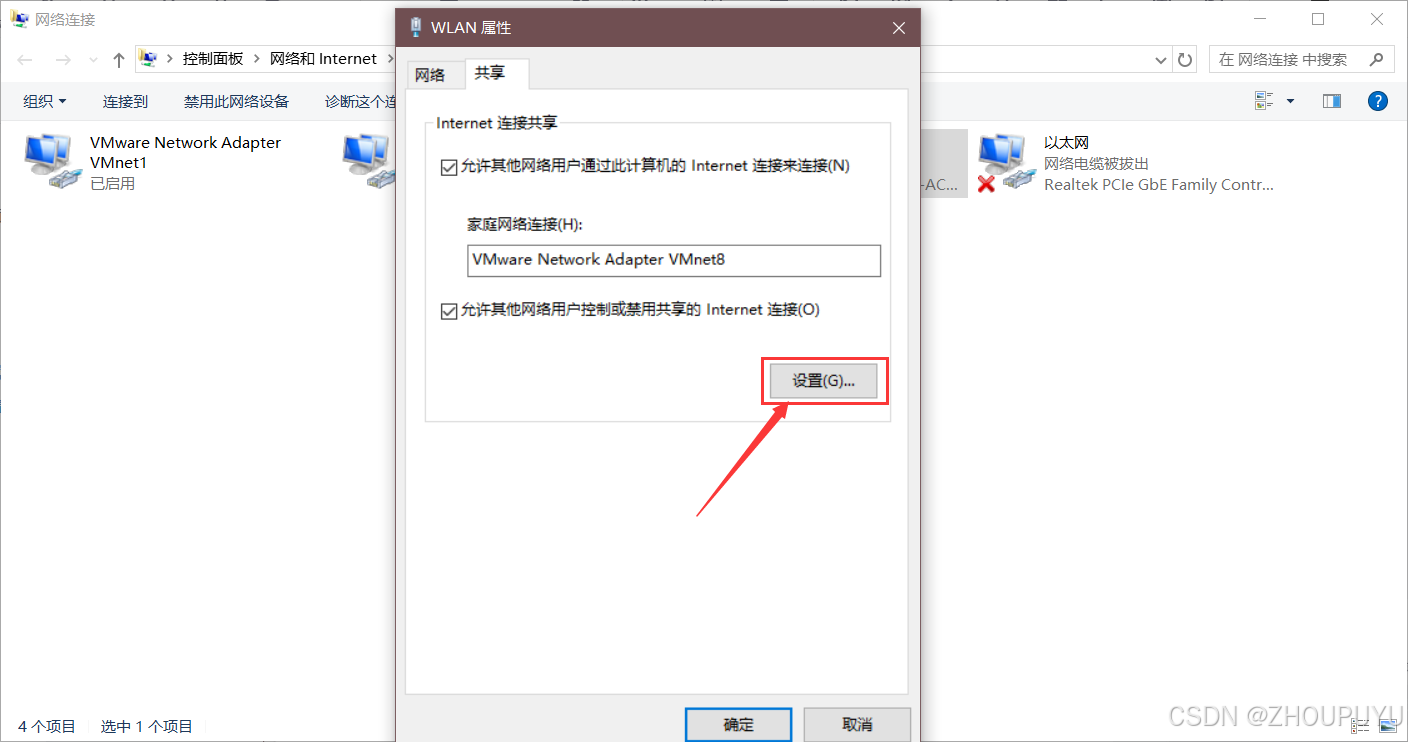 网络连接
WLAN 属性
控制面板 > 网络和 Internet >
在 网络连接 中搜索
组织
连接到
禁用此网络设备
诊断这个连
网络
共享
VMware Network Adapter
VMnet1
已启用
Internet 连接共享
允许其他网络用户通过此计算机的 Internet 连接来连接(N)
家庭网络连接(H):
VMware Network Adapter VMnet8
允许其他网络用户控制或禁用共享的 Internet 连接(O)
设置(G)...
-AC...
以太网
网络电缆被拔出
Realtek PCIe GbE Family Contr...
4 个项目
选中 1 个项目
确定
取消
CSDN @ZHOUPUYU